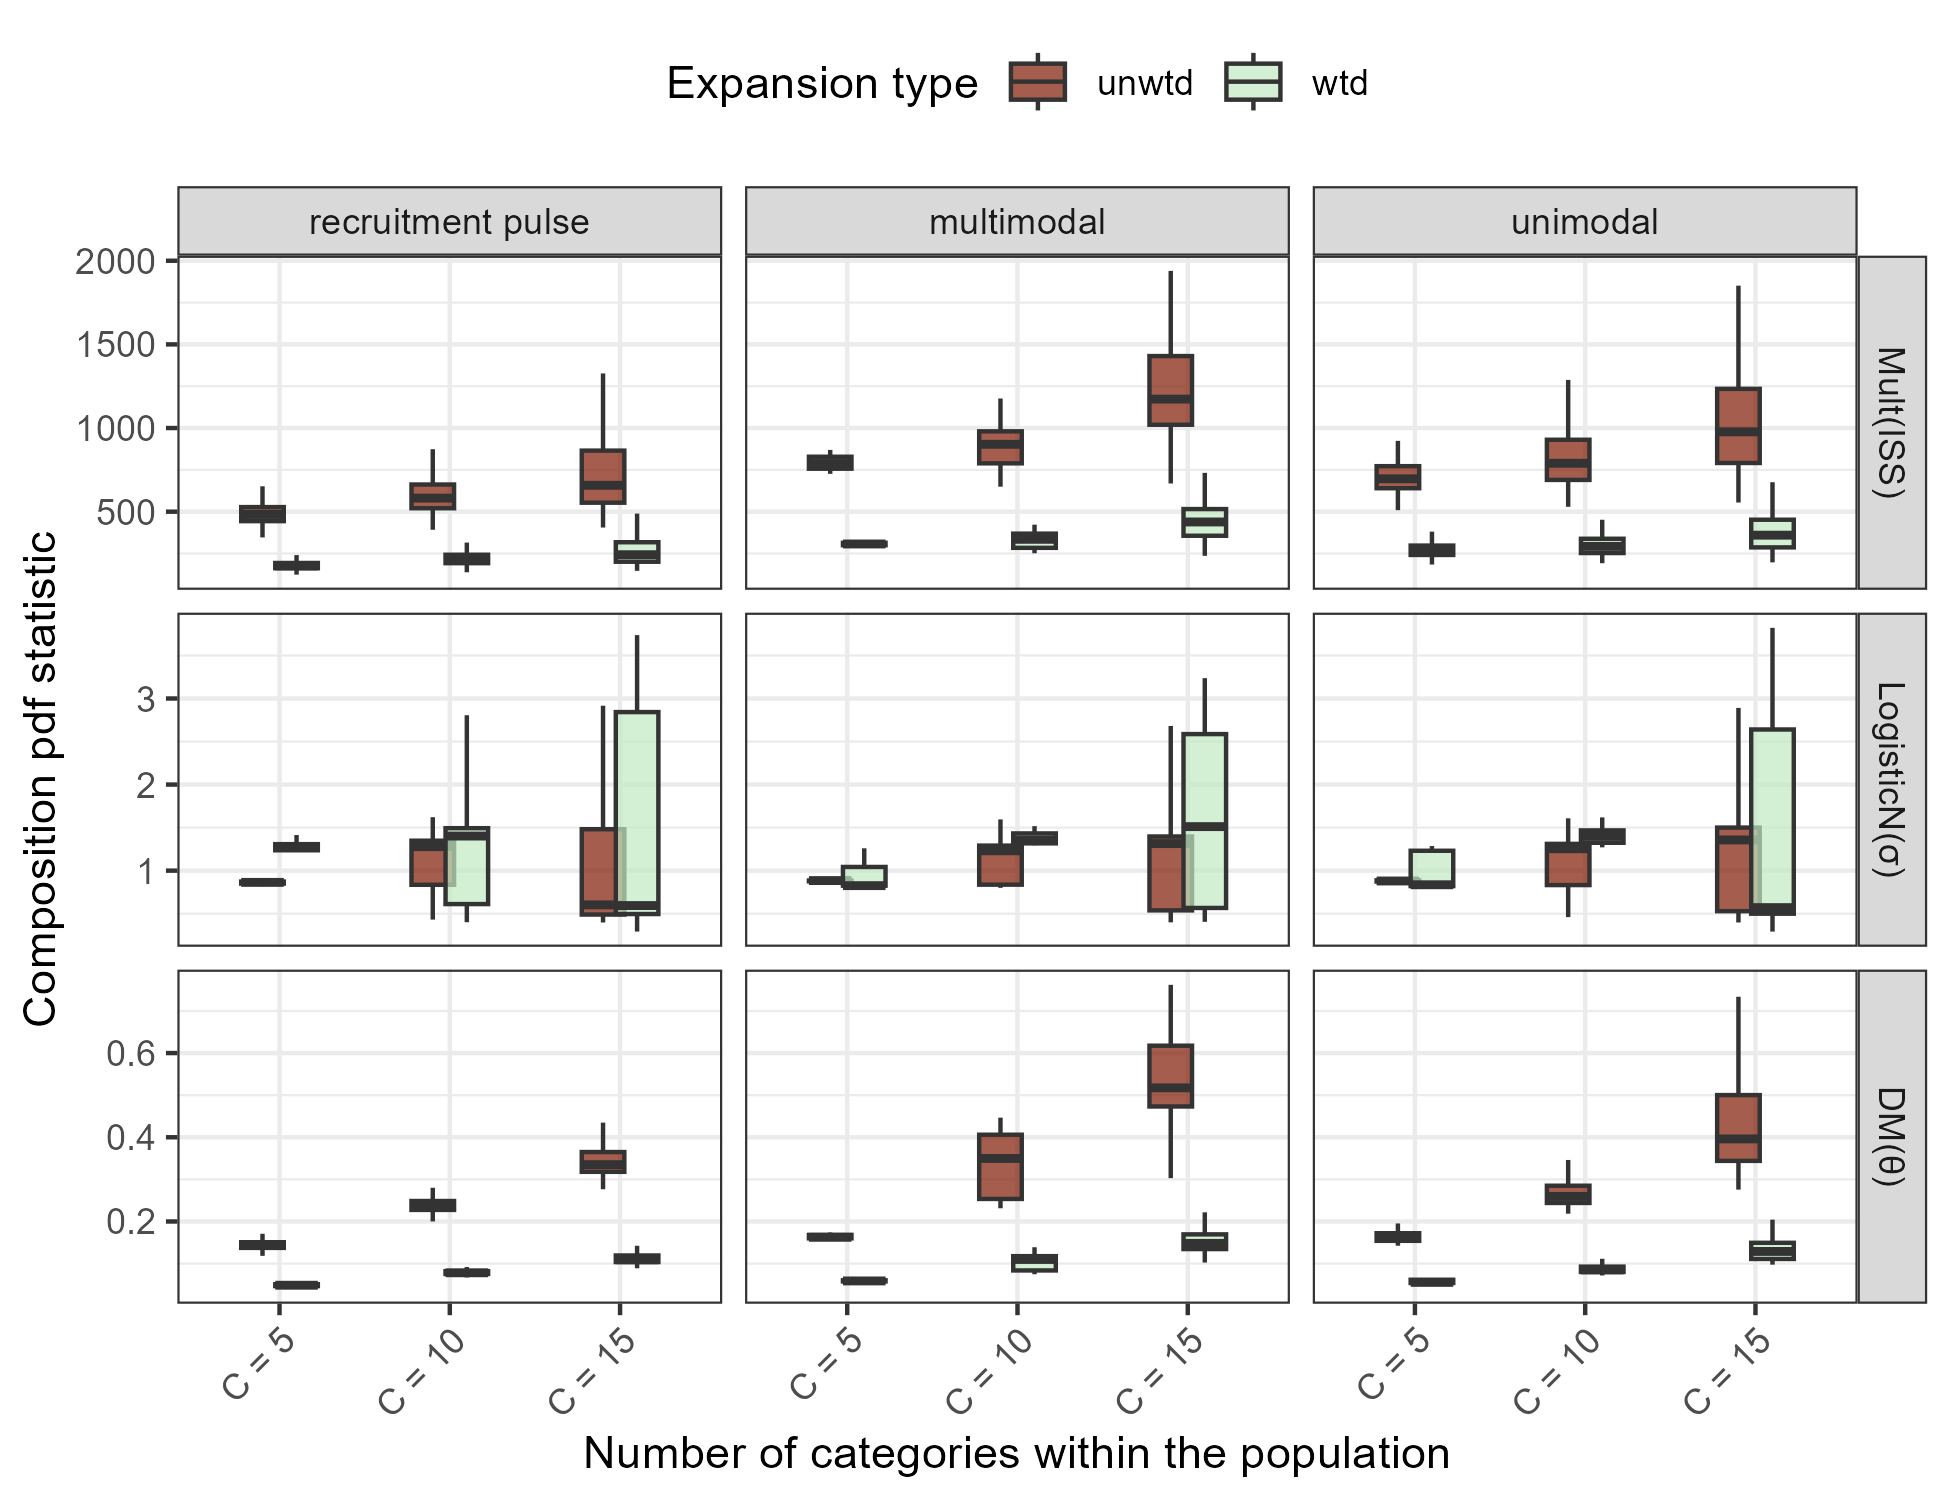 Expansion type unwtd wtd
recruitment pulse multimodal unimodal
Composition pdf statistic
2000
1500
1000
500
Mult(ISS)
3
2
1
LogisticN(σ)
0.6
0.4
0.2
DM(θ)
C = 5 C = 10 C = 15 C = 5 C = 10 C = 15 C = 5 C = 10 C = 15
Number of categories within the population